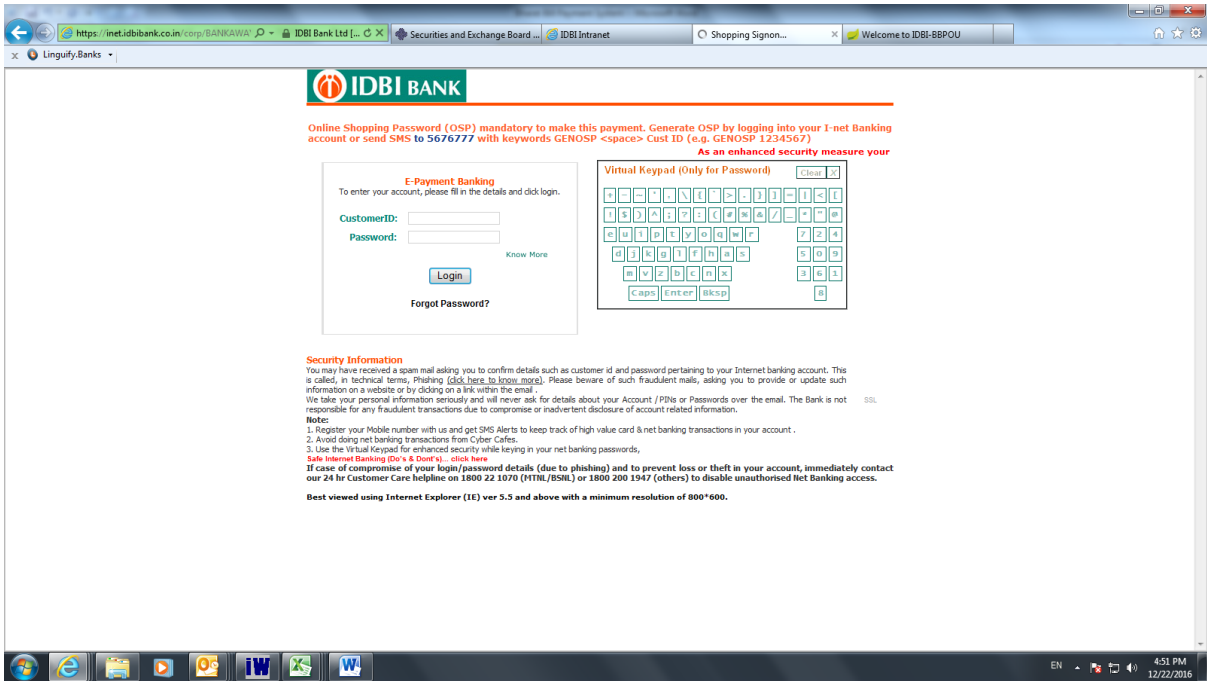 https://inet.idbibank.co.in/corp/BANKAWA
IDBI Bank Ltd [...
Securities and Exchange Board ...
IDBI Intranet
Shopping Signon...
Welcome to IDBI-BBPOU
x Linguify.Banks
IDBI BANK
Online Shopping Password (OSP) mandatory to make this payment. Generate OSP by logging into your I-net Banking
account or send SMS to 5676777 with keywords GENOSP <space> Cust ID (e.g. GENOSP 1234567)
As an enhanced security measure your
E-Payment Banking
To enter your account, please fill in the details and click login.
CustomerID:
Password:
Know More
Login
Forgot Password?
Virtual Keypad (Only for Password)
Clear X
+ ~ - ' . \ { ` > . } ] = | < [
! $ ) ^ ; ? : ( # % & / _ * " @
e u i p t y o q w r 7 2 4
d j k g l f h a s 5 0 9
m v z b c n x 3 6 1
Caps Enter Bksp 8
Security Information
You may have received a spam mail asking you to confirm details such as customer id and password pertaining to your Internet banking account. This
is called, in technical terms, Phishing (click here to know more). Please beware of such fraudulent mails, asking you to provide or update such
information on a website or by clicking on a link within the email .
We take your personal information seriously and will never ask for details about your Account /PINs or Passwords over the email. The Bank is not
responsible for any fraudulent transactions due to compromise or inadvertent disclosure of account related information.
SSL
Note:
1. Register your Mobile number with us and get SMS Alerts to keep track of high value card & net banking transactions in your account .
2. Avoid doing net banking transactions from Cyber Cafes.
3. Use the Virtual Keypad for enhanced security while keying in your net banking passwords,
Safe Internet Banking (Do's & Dont's)... click here
If case of compromise of your login/password details (due to phishing) and to prevent loss or theft in your account, immediately contact
our 24 hr Customer Care helpline on 1800 22 1070 (MTNL/BSNL) or 1800 200 1947 (others) to disable unauthorised Net Banking access.
Best viewed using Internet Explorer (IE) ver 5.5 and above with a minimum resolution of 800*600.
EN
4:51 PM
12/22/2016